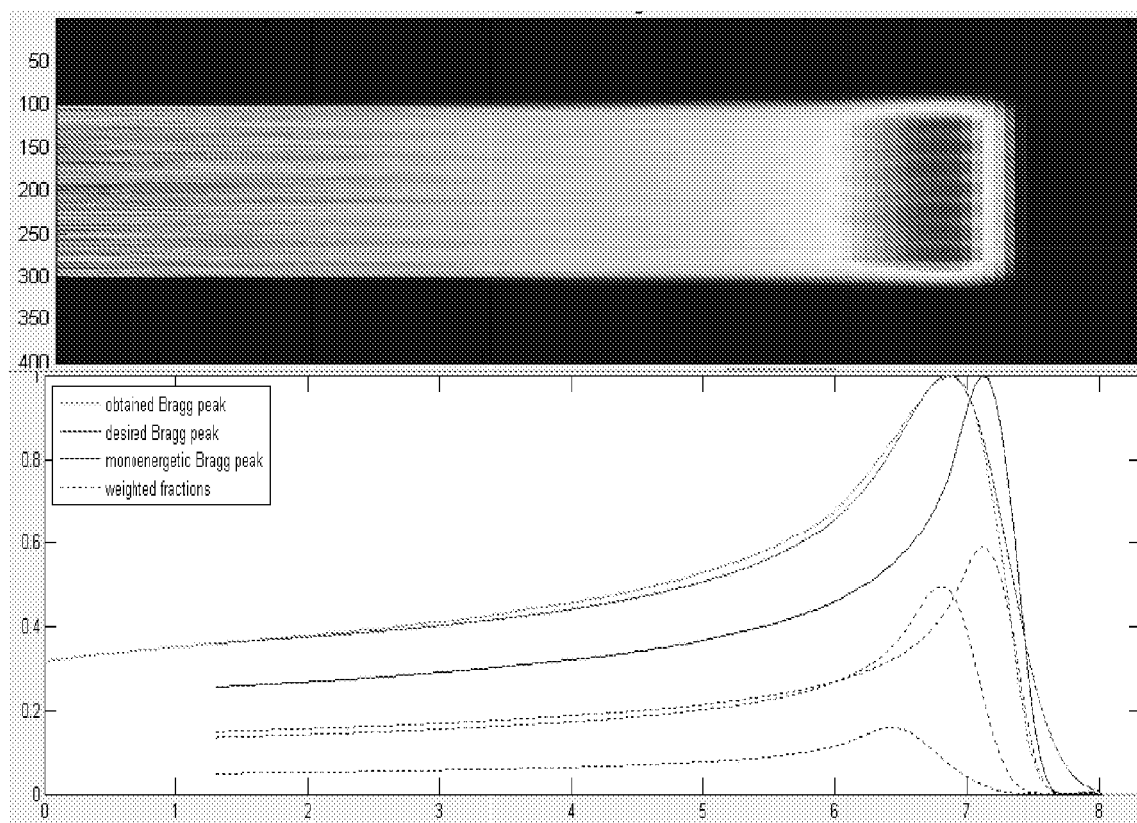 50
100
150
200
250
300
350
400
1
obtained Bragg peak
desired Bragg peak
monoenergetic Bragg peak
weighted fractions
0.8
0.6
0.4
0.2
0
0 1 2 3 4 5 6 7 8